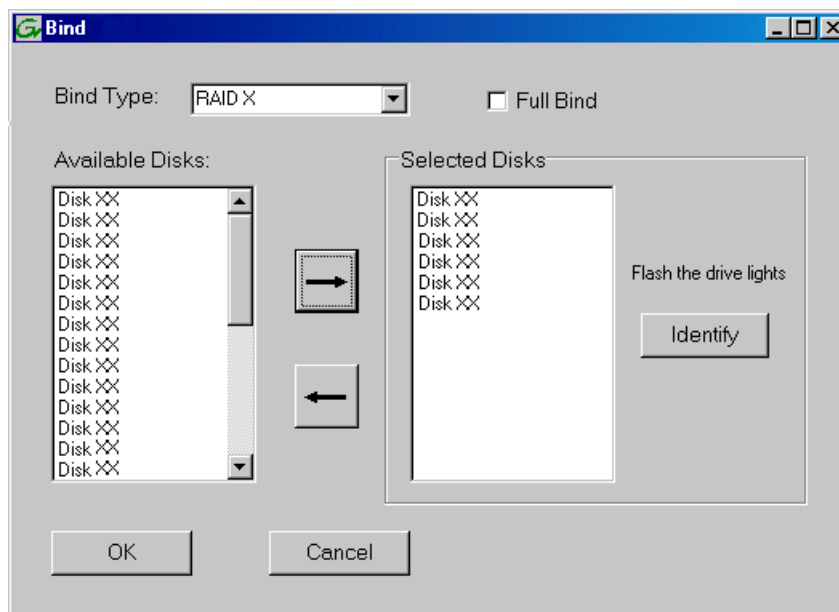 Bind
Bind Type:
RAID X
Full Bind
Available Disks:
Disk XX
Disk XX
Disk XX
Disk XX
Disk XX
Disk XX
Disk XX
Disk XX
Disk XX
Disk XX
Disk XX
Disk XX
Disk XX
Disk XX
Selected Disks
Disk XX
Disk XX
Disk XX
Disk XX
Disk XX
Disk XX
Flash the drive lights
Identify
OK
Cancel